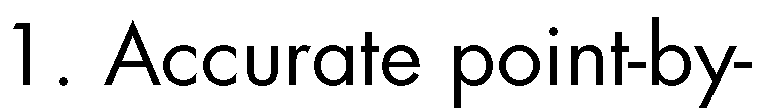 1. Accurate point-by-